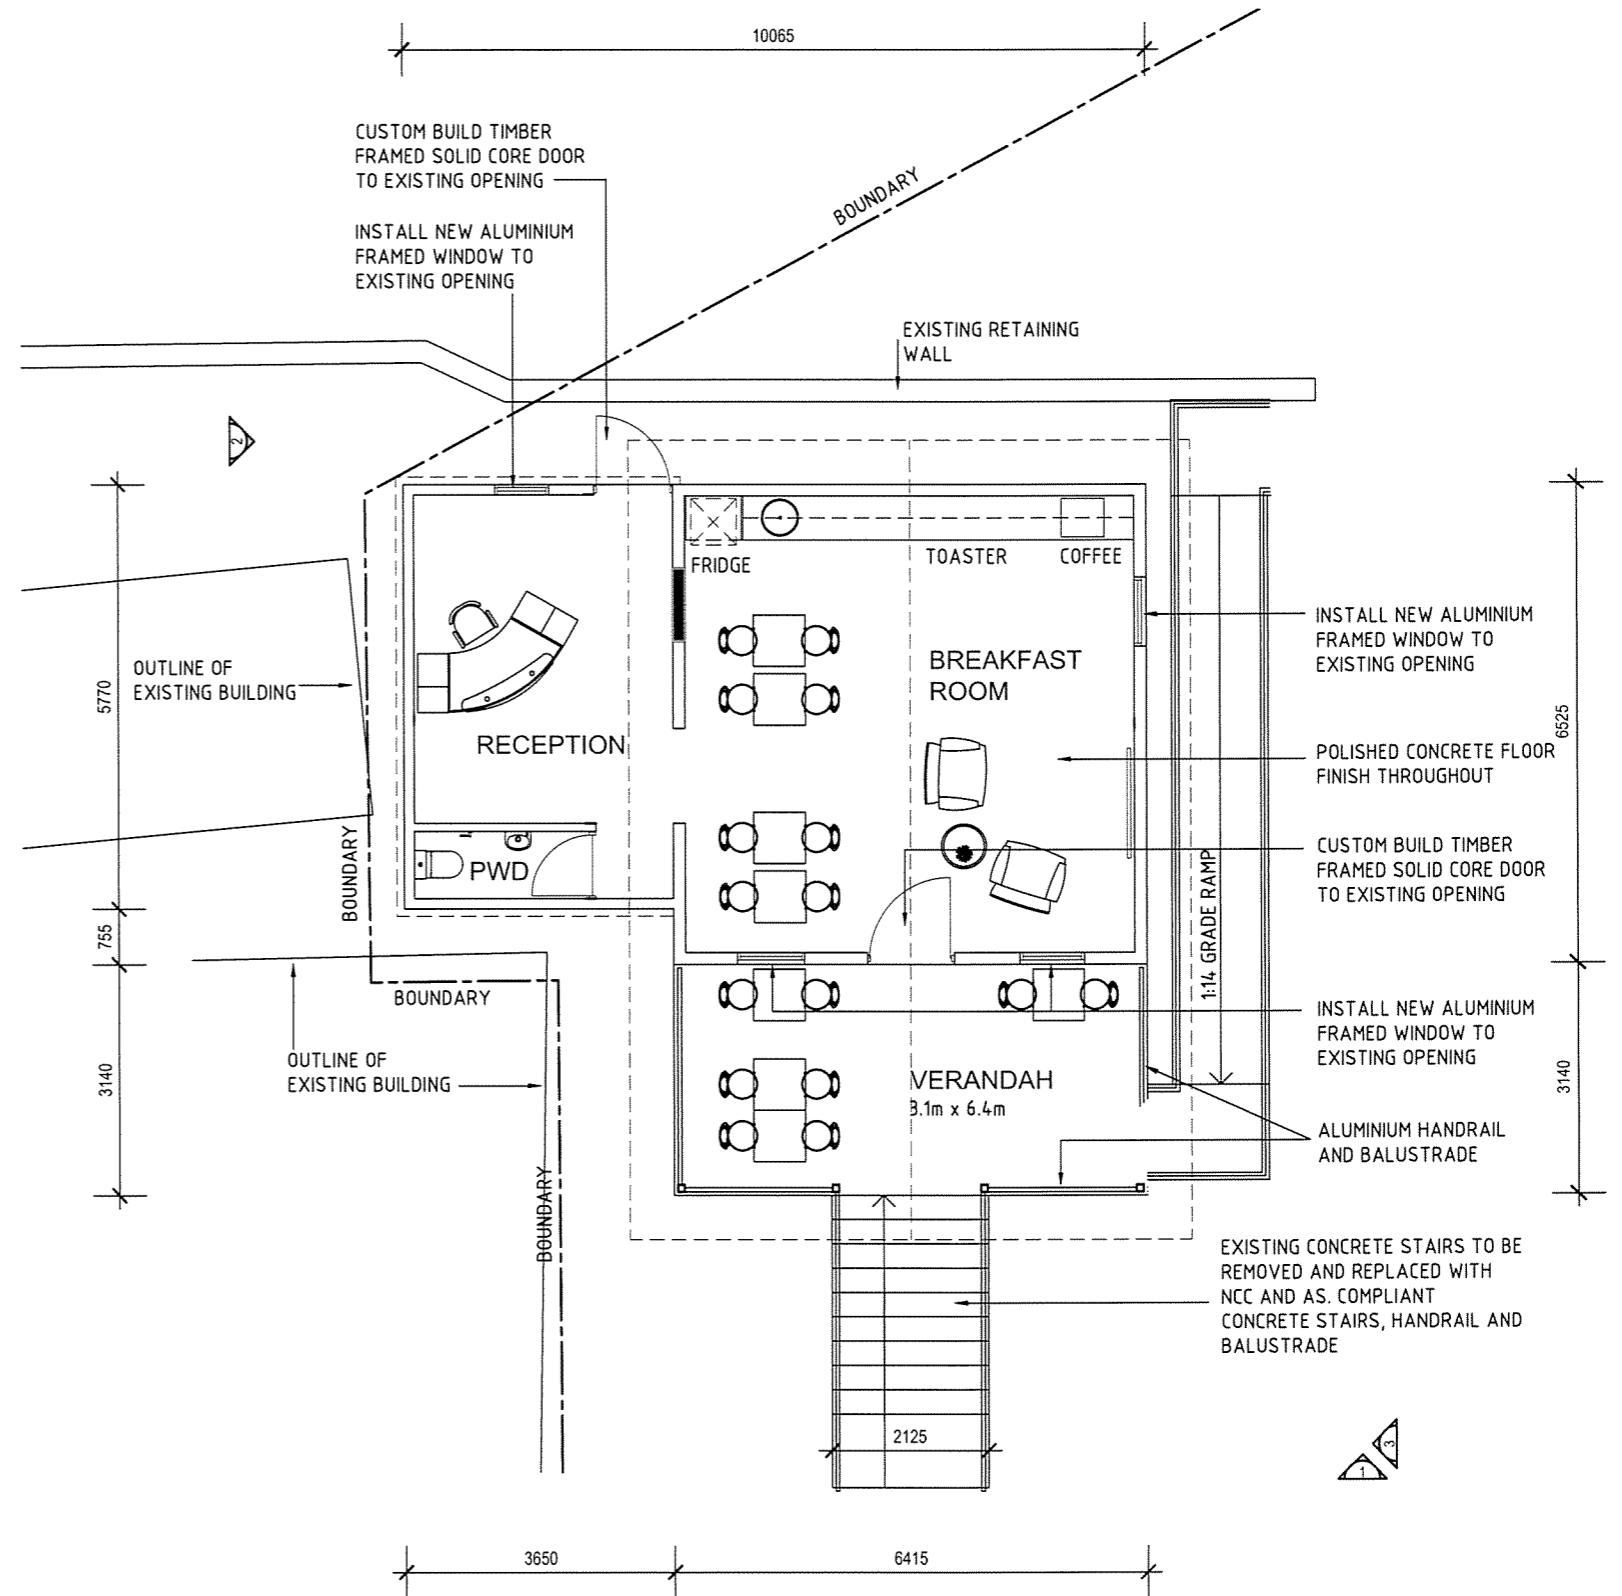 10065
CUSTOM BUILD TIMBER
FRAMED SOLID CORE DOOR
TO EXISTING OPENING
BOUNDARY
INSTALL NEW ALUMINIUM
FRAMED WINDOW TO
EXISTING OPENING
EXISTING RETAINING
WALL
2
FRIDGE
TOASTER
COFFEE
INSTALL NEW ALUMINIUM
FRAMED WINDOW TO
EXISTING OPENING
OUTLINE OF
EXISTING BUILDING
BREAKFAST
ROOM
5770
6525
RECEPTION
POLISHED CONCRETE FLOOR
FINISH THROUGHOUT
CUSTOM BUILD TIMBER
FRAMED SOLID CORE DOOR
TO EXISTING OPENING
PWD
BOUNDARY
1:14 GRADE RAMP
755
BOUNDARY
INSTALL NEW ALUMINIUM
FRAMED WINDOW TO
EXISTING OPENING
OUTLINE OF
EXISTING BUILDING
3140
VERANDAH
3.1m x 6.4m
3140
ALUMINIUM HANDRAIL
AND BALUSTRADE
BOUNDARY
EXISTING CONCRETE STAIRS TO BE
REMOVED AND REPLACED WITH
NCC AND AS. COMPLIANT
CONCRETE STAIRS, HANDRAIL AND
BALUSTRADE
2125
3
1
3650
6415